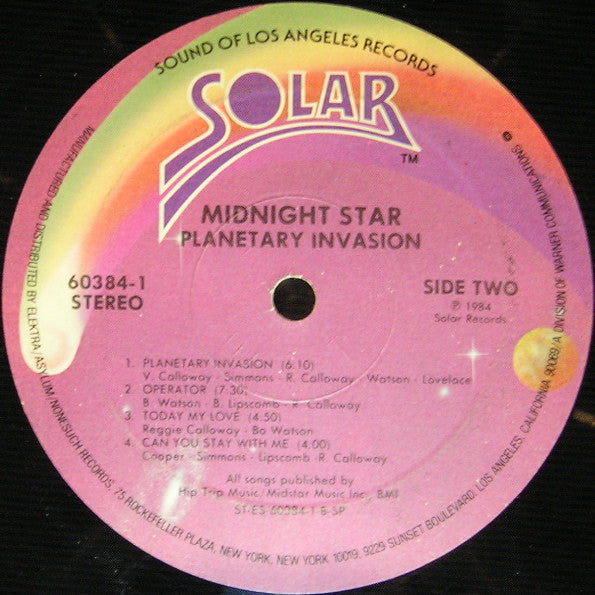 SOUND OF LOS ANGELES RECORDS
SOLAR
TM
MIDNIGHT STAR
PLANETARY INVASION
60384-1
STEREO
SIDE TWO
℗ 1984
Solar Records
1. PLANETARY INVASION (6:10)
V. Calloway - Simmons - R. Calloway - Watson - Lovelace
2. OPERATOR (7:30)
B. Watson - B. Lipscomb - R. Calloway
3. TODAY MY LOVE (4:50)
Reggie Calloway - Bo Watson
4. CAN YOU STAY WITH ME (4:00)
Cooper - Simmons - Lipscomb - R. Calloway
All songs published by
Hip Trip Music/Midstar Music Inc., BMI
ST-ES 60384-1 B-SP
MANUFACTURED AND DISTRIBUTED BY ELEKTRA/ASYLUM/NONESUCH RECORDS, 75 ROCKEFELLER PLAZA, NEW YORK, NEW YORK 10019, 9229 SUNSET BOULEVARD, LOS ANGELES, CALIFORNIA 90069/A DIVISION OF WARNER COMMUNICATIONS